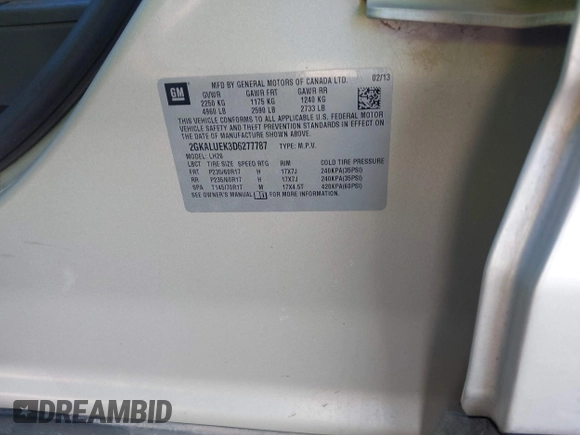 GM
MFD BY GENERAL MOTORS OF CANADA LTD. 02/13
GVWR GAWR FRT GAWR RR
2250 KG 1175 KG 1240 KG
4960 LB 2590 LB 2733 LB
THIS VEHICLE CONFORMS TO ALL APPLICABLE U.S. FEDERAL MOTOR
VEHICLE SAFETY AND THEFT PREVENTION STANDARDS IN EFFECT ON
THE DATE OF MANUFACTURE SHOWN ABOVE.
2GKALUEK3D6277787 TYPE: M.P.V.
MODEL: LH26
LBCT TIRE SIZE SPEED RTG RIM COLD TIRE PRESSURE
FRT P235/65R17 H 17X7J 240KPA(35PSI)
RR P235/65R17 H 17X7J 240KPA(35PSI)
SPA T145/70R17 M 17X4.5T 420KPA(60PSI)
SEE OWNER'S MANUAL FOR MORE INFORMATION.
DREAMBID